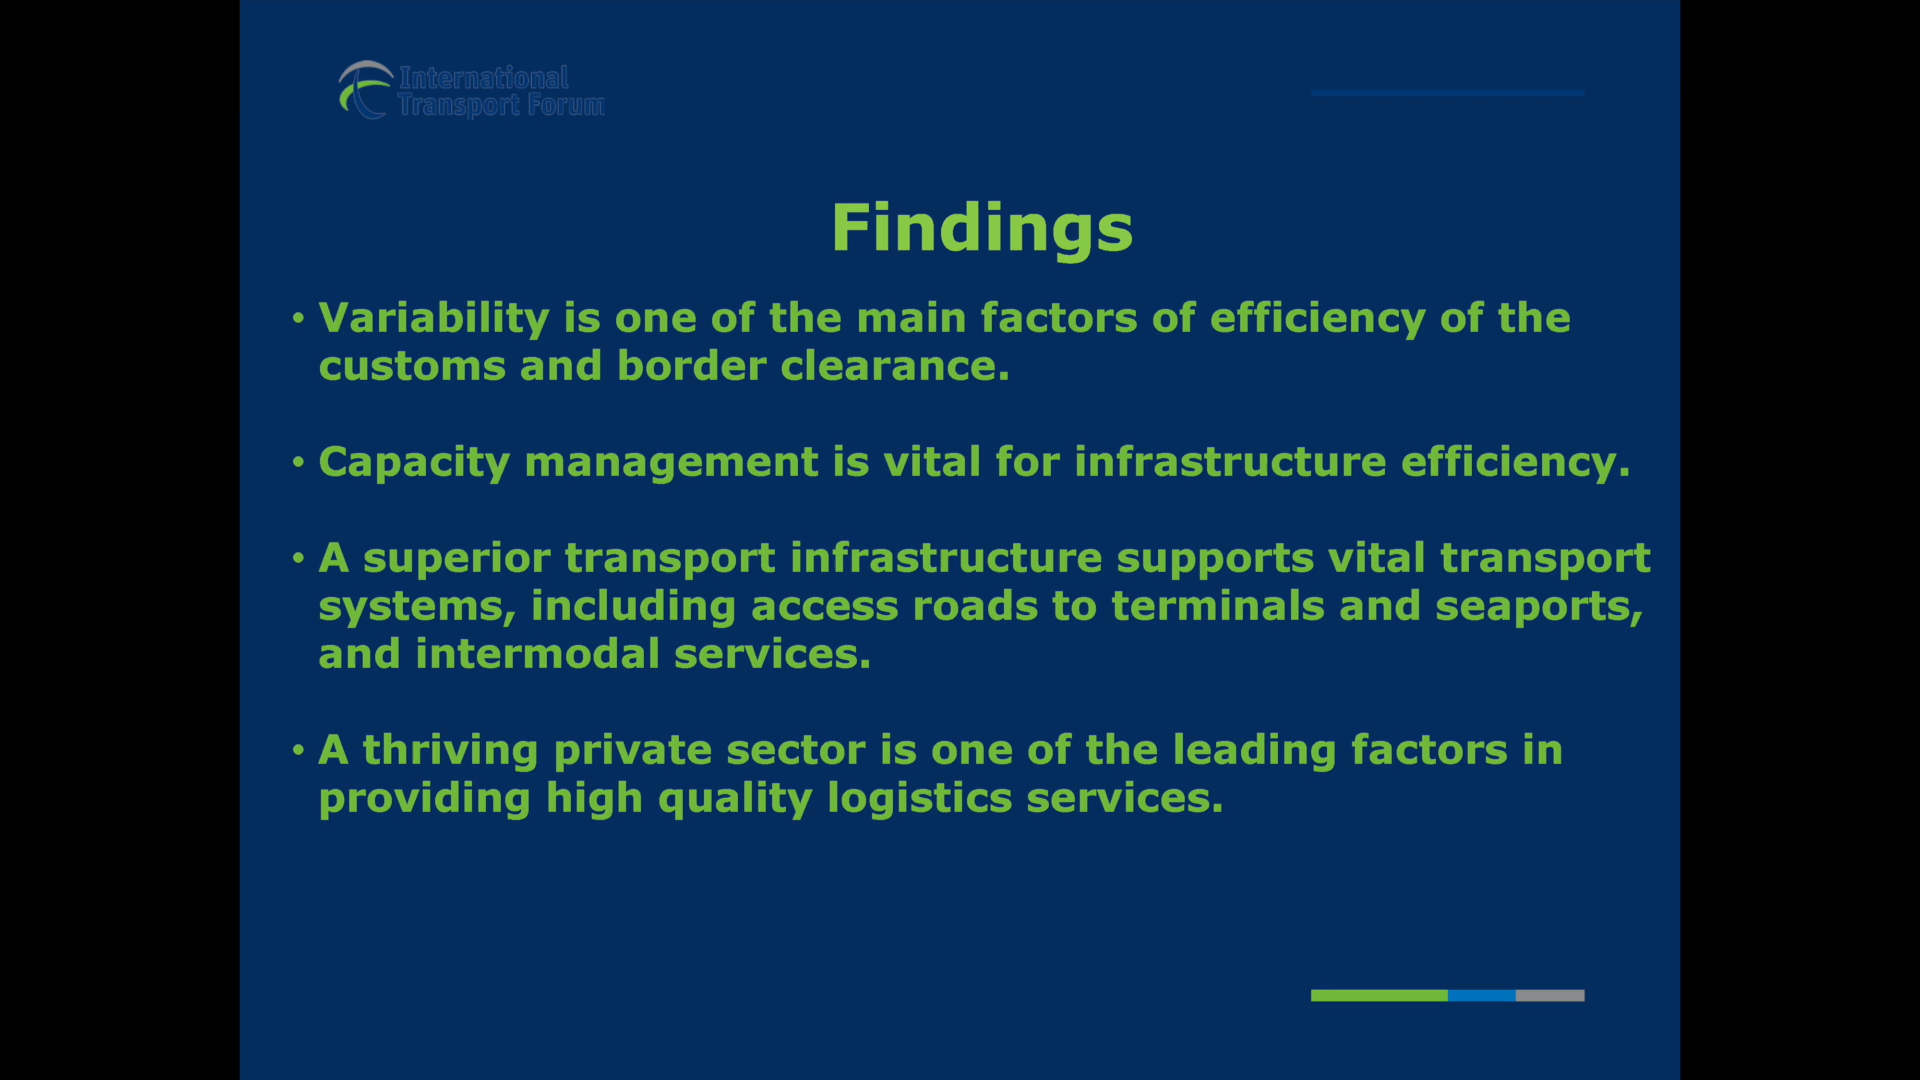 International
Transport Forum
Findings
• Variability is one of the main factors of efficiency of the
customs and border clearance.
• Capacity management is vital for infrastructure efficiency.
• A superior transport infrastructure supports vital transport
systems, including access roads to terminals and seaports,
and intermodal services.
• A thriving private sector is one of the leading factors in
providing high quality logistics services.